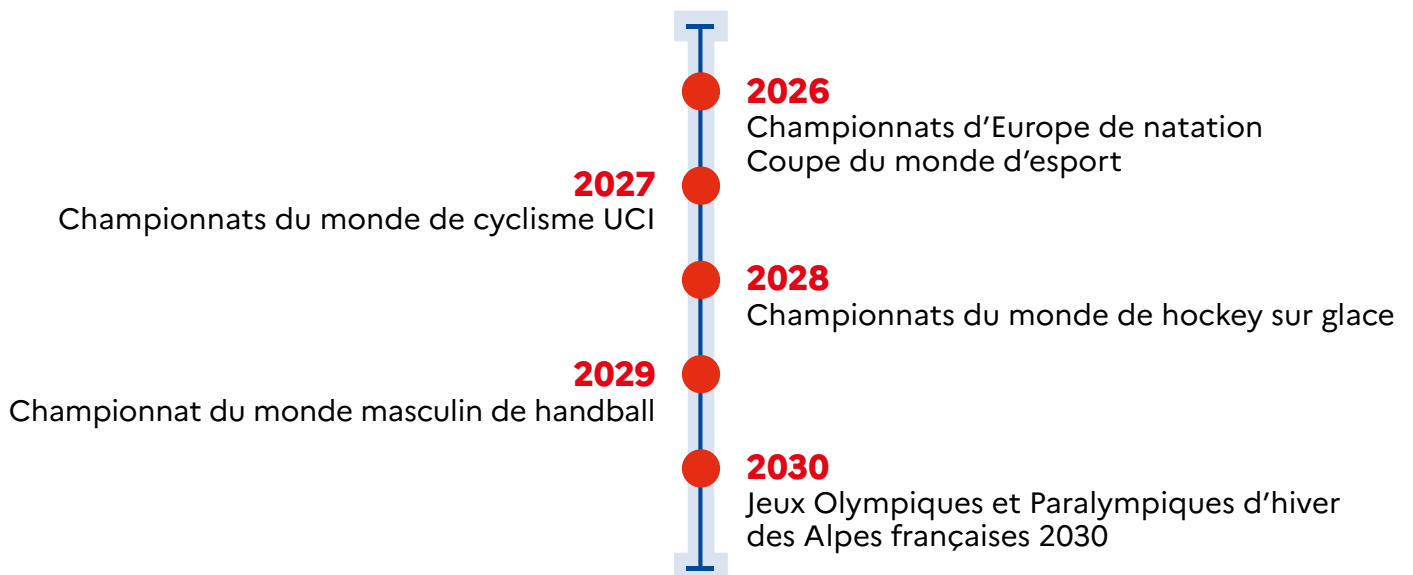 2026
Championnats d’Europe de natation
Coupe du monde d’esport
2027
Championnats du monde de cyclisme UCI
2028
Championnats du monde de hockey sur glace
2029
Championnat du monde masculin de handball
2030
Jeux Olympiques et Paralympiques d’hiver
des Alpes françaises 2030